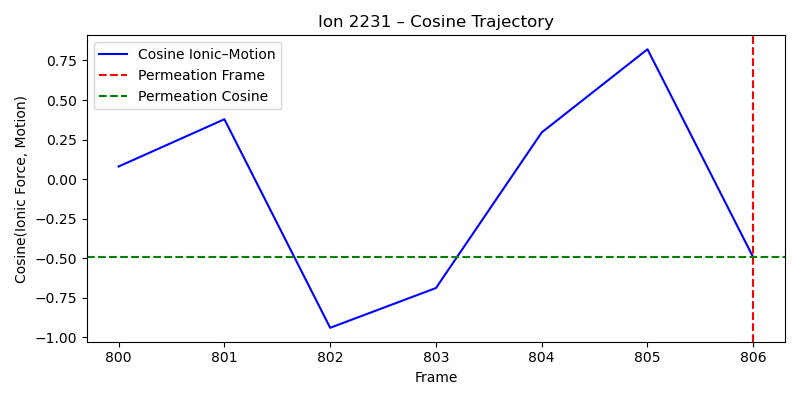 Ion 2231 – Cosine Trajectory
Cosine Ionic–Motion
Permeation Frame
Permeation Cosine
Cosine(Ionic Force, Motion)
0.75
0.50
0.25
0.00
−0.25
−0.50
−0.75
−1.00
800 801 802 803 804 805 806
Frame